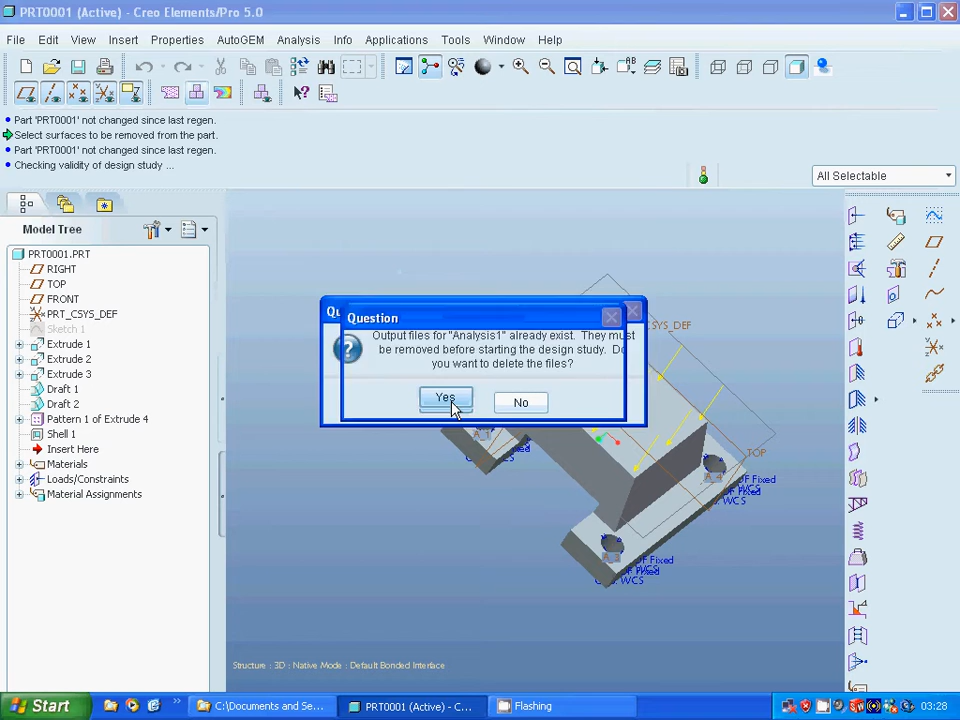 PRT0001 (Active) - Creo Elements/Pro 5.0
File Edit View Insert Properties AutoGEM Analysis Info Applications Tools Window Help
Part 'PRT0001' not changed since last regen.
Select surfaces to be removed from the part.
Part 'PRT0001' not changed since last regen.
Checking validity of design study ...
All Selectable
Model Tree
PRT0001.PRT
RIGHT
TOP
FRONT
PRT_CSYS_DEF
Sketch 1
Extrude 1
Extrude 2
Extrude 3
Draft 1
Draft 2
Pattern 1 of Extrude 4
Shell 1
Insert Here
Materials
Loads/Constraints
Material Assignments
Question
Output files for "Analysis1" already exist. They must
be removed before starting the design study. Do
you want to delete the files?
Yes No
CSYS_DEF
TOP
A_1
A_4
A_3
Fixed
WCS
Structure : 3D : Native Mode : Default Bonded Interface
Start
C:\Documents and Se...
PRT0001 (Active) - C...
Flashing
03:28